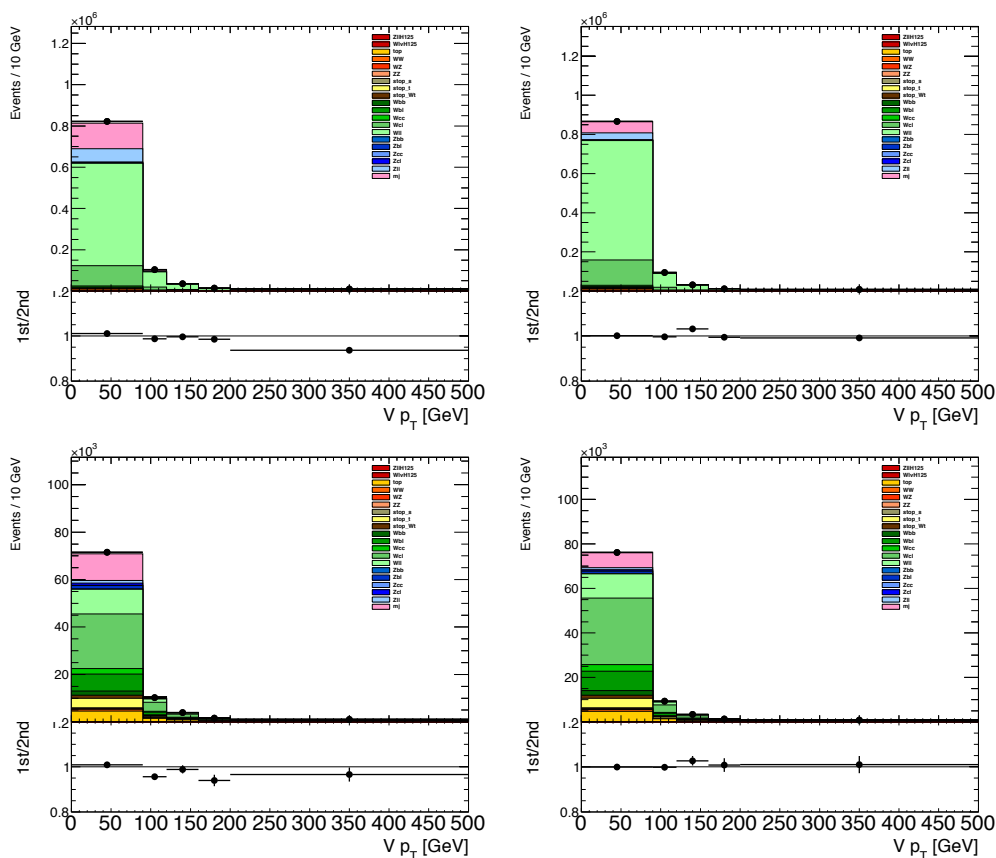 ×10⁶
Events / 10 GeV
1.2
1
0.8
0.6
0.4
0.2
ZllH125
WlvH125
top
WW
WZ
ZZ
stop_s
stop_t
stop_Wt
Wbb
Wbl
Wcc
Wcl
Wll
Zbb
Zbl
Zcc
Zcl
Zll
mj
1st/2nd
1.2
1
0.8
0 50 100 150 200 250 300 350 400 450 500
V p_T [GeV]
×10⁶
Events / 10 GeV
1.2
1
0.8
0.6
0.4
0.2
ZllH125
WlvH125
top
WW
WZ
ZZ
stop_s
stop_t
stop_Wt
Wbb
Wbl
Wcc
Wcl
Wll
Zbb
Zbl
Zcc
Zcl
Zll
mj
1st/2nd
1.2
1
0.8
0 50 100 150 200 250 300 350 400 450 500
V p_T [GeV]
×10³
Events / 10 GeV
100
80
60
40
20
ZllH125
WlvH125
top
WW
WZ
ZZ
stop_s
stop_t
stop_Wt
Wbb
Wbl
Wcc
Wcl
Wll
Zbb
Zbl
Zcc
Zcl
Zll
mj
1st/2nd
1.2
1
0.8
0 50 100 150 200 250 300 350 400 450 500
V p_T [GeV]
×10³
Events / 10 GeV
100
80
60
40
20
ZllH125
WlvH125
top
WW
WZ
ZZ
stop_s
stop_t
stop_Wt
Wbb
Wbl
Wcc
Wcl
Wll
Zbb
Zbl
Zcc
Zcl
Zll
mj
1st/2nd
1.2
1
0.8
0 50 100 150 200 250 300 350 400 450 500
V p_T [GeV]